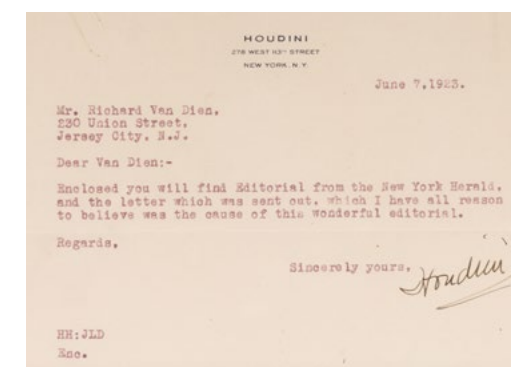 HOUDINI
278 WEST 113TH STREET
NEW YORK, N. Y.
June 7,1923.
Mr. Richard Van Dien,
230 Union Street,
Jersey City, N.J.
Dear Van Dien:-
Enclosed you will find Editorial from the New York Herald,
and the letter which was sent out, which I have all reason
to believe was the cause of this wonderful editorial.
Regards,
Sincerely yours,
Houdini
HH:JLD
Enc.